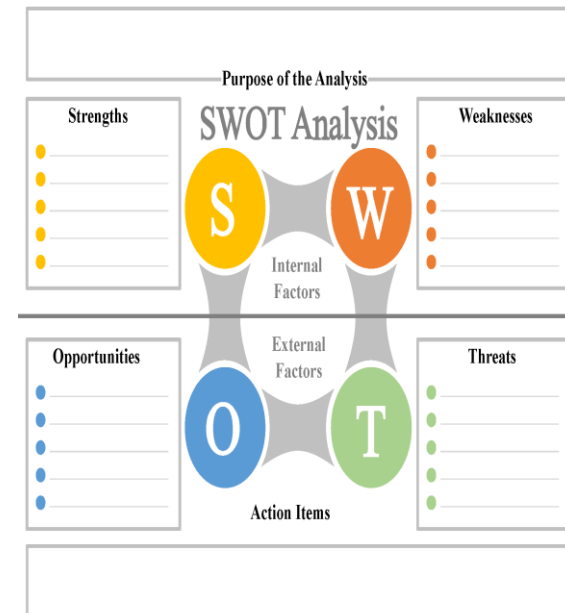 Purpose of the Analysis
Strengths
SWOT Analysis
Weaknesses
S
W
Internal
Factors
Opportunities
External
Factors
Threats
O
T
Action Items